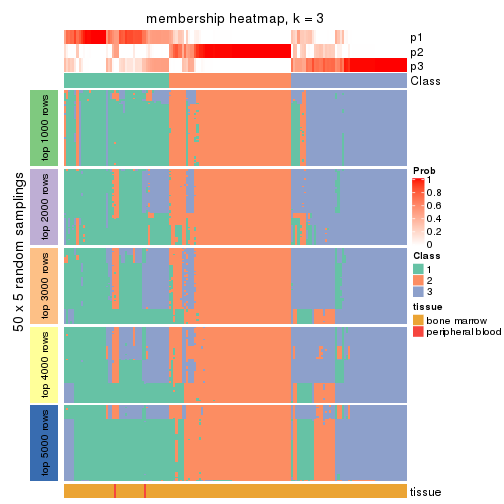 membership heatmap, k = 3
p1
p2
p3
Class
50 x 5 random samplings
top 1000 rows
top 2000 rows
top 3000 rows
top 4000 rows
top 5000 rows
Prob
1
0.8
0.6
0.4
0.2
0
Class
1
2
3
tissue
bone marrow
peripheral blood
tissue